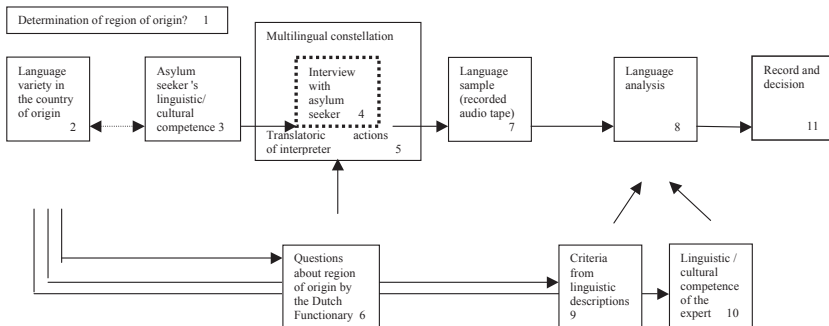 Determination of region of origin? 1
Multilingual constellation
Language
variety in
the country
of origin
2
Asylum
seeker 's
linguistic/
cultural
competence 3
Interview
with
asylum
seeker 4
Translatoric actions
of interpreter 5
Language
sample
(recorded
audio tape)
7
Language
analysis
8
Record and
decision
11
Questions
about region
of origin by
the Dutch
Functionary 6
Criteria
from
linguistic
descriptions
9
Linguistic /
cultural
competence
of the
expert 10